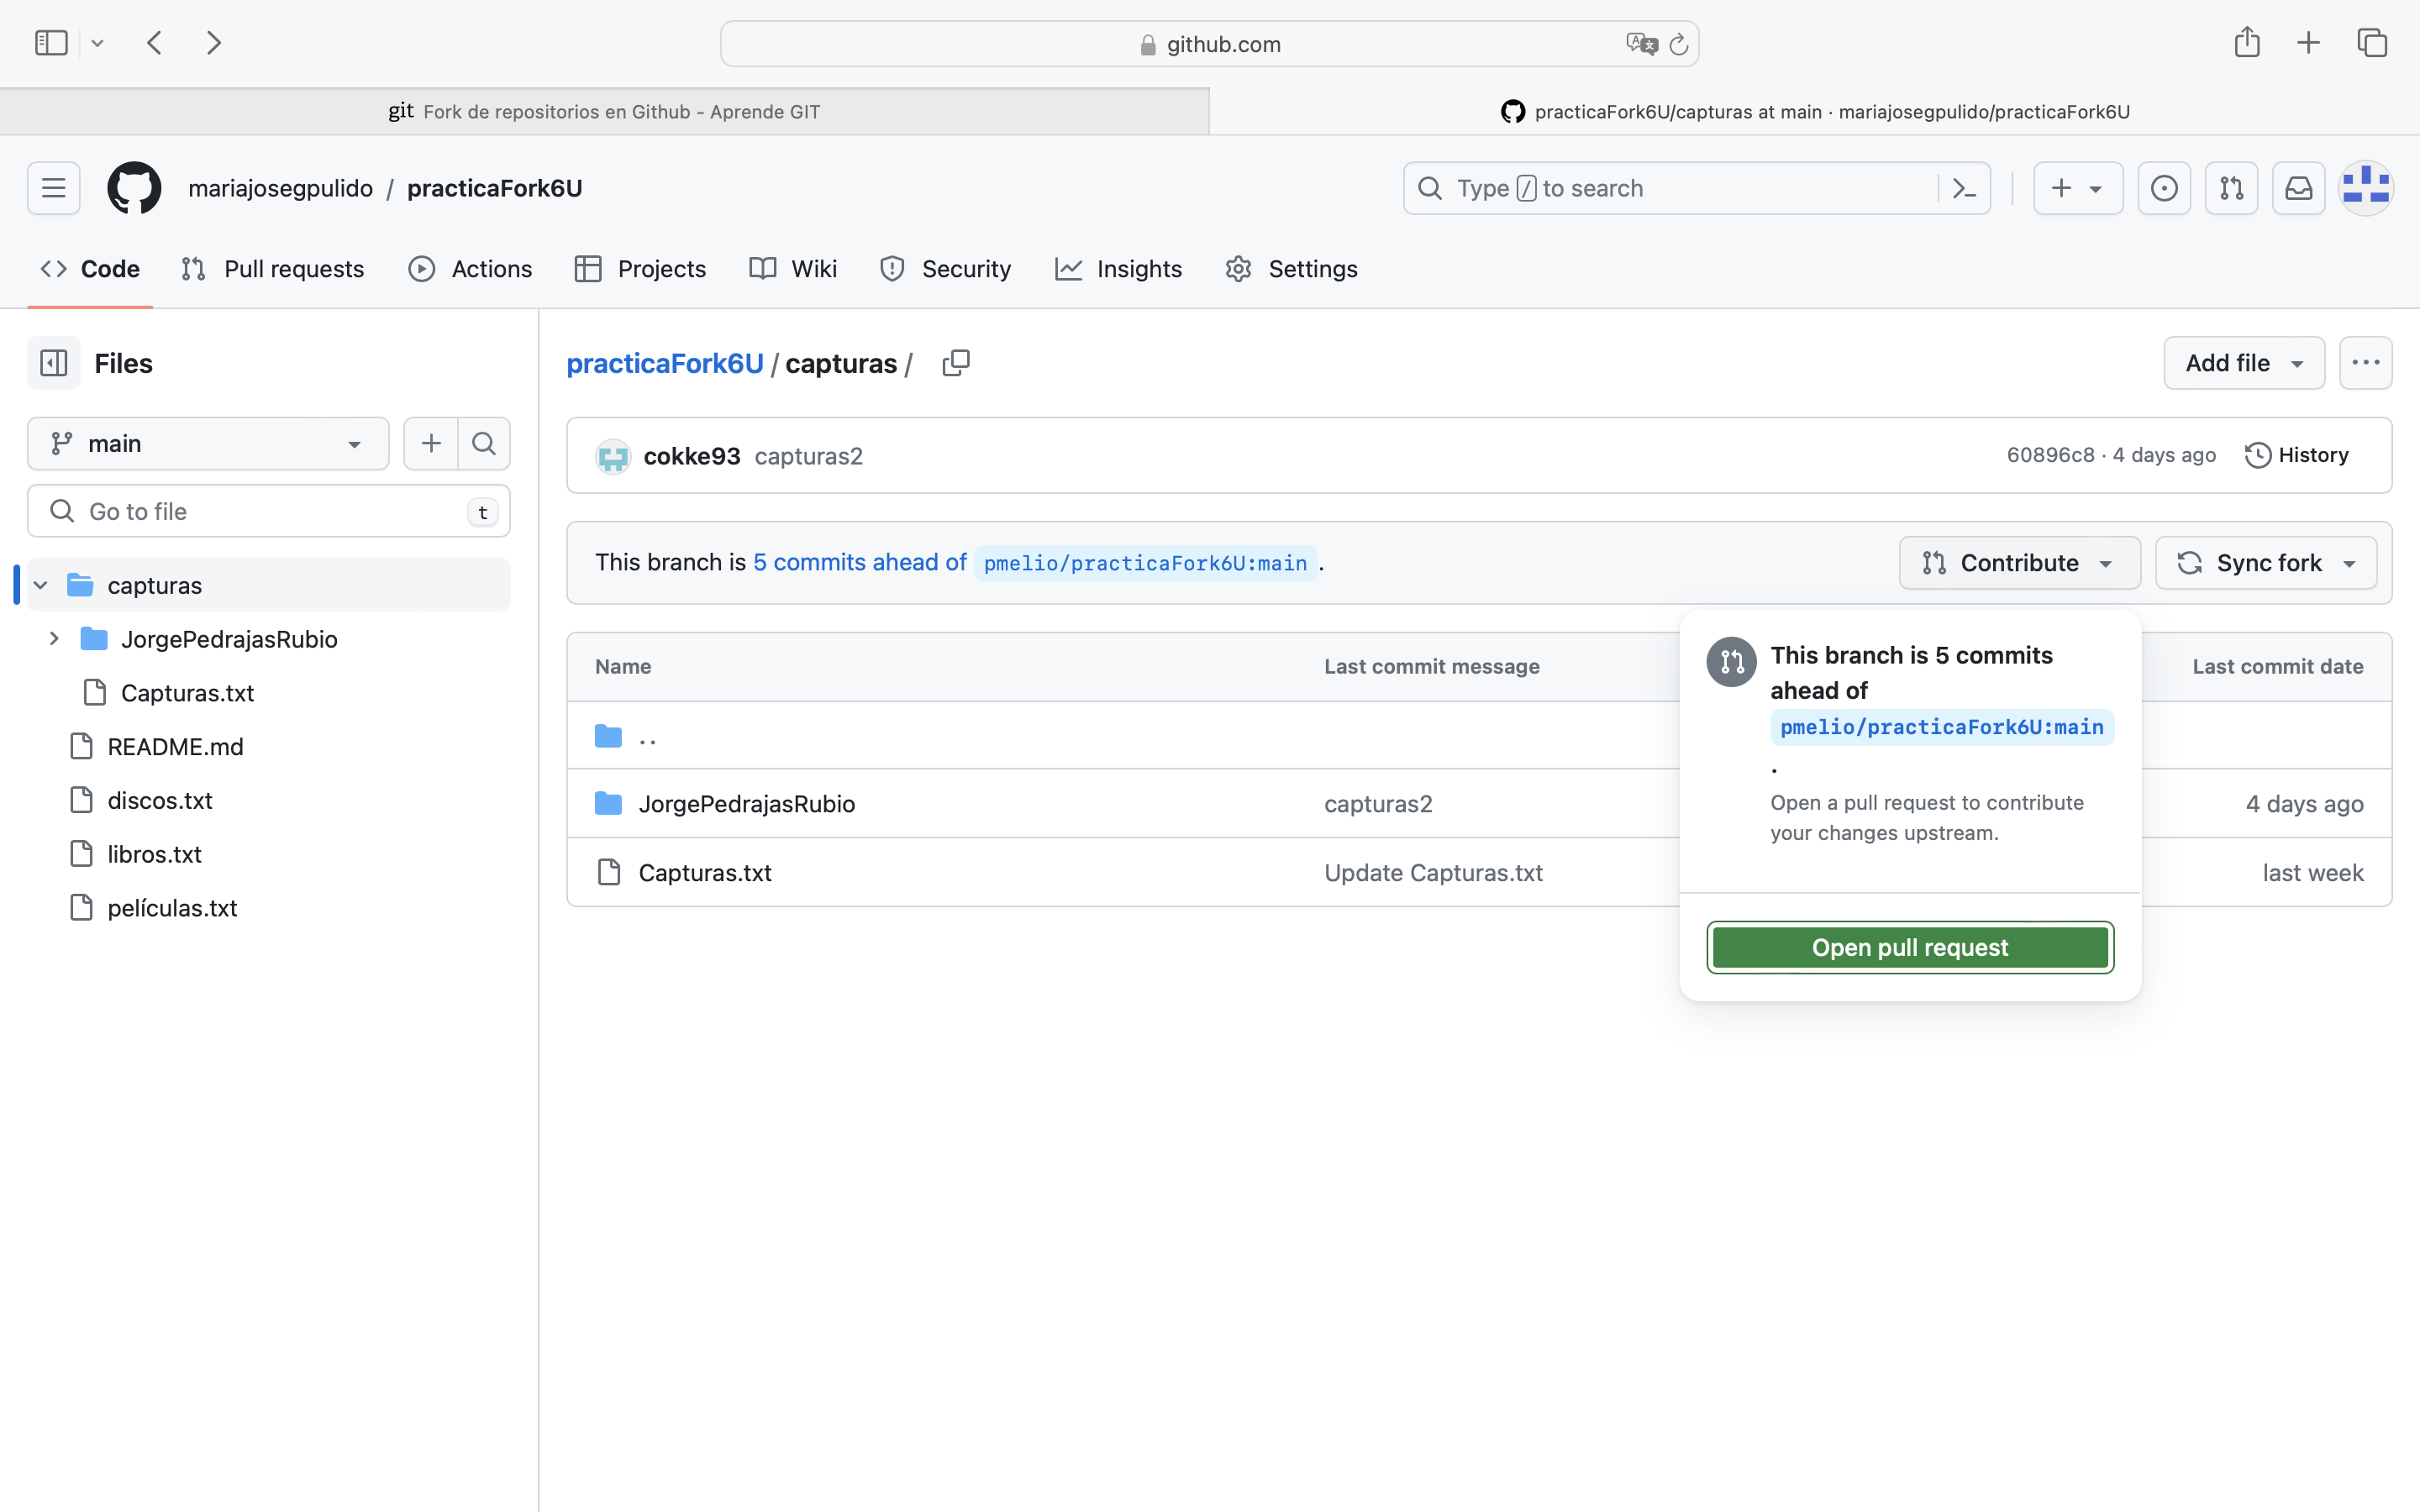 github.com
git Fork de repositorios en Github - Aprende GIT
practicaFork6U/capturas at main · mariajosegpulido/practicaFork6U
mariajosegpulido / practicaFork6U
Type / to search
Code
Pull requests
Actions
Projects
Wiki
Security
Insights
Settings
Files
main
Go to file
t
capturas
JorgePedrajasRubio
Capturas.txt
README.md
discos.txt
libros.txt
películas.txt
practicaFork6U / capturas /
Add file
cokke93 capturas2
60896c8 · 4 days ago
History
This branch is 5 commits ahead of pmelio/practicaFork6U:main .
Contribute
Sync fork
Name
Last commit message
Last commit date
..
JorgePedrajasRubio
capturas2
4 days ago
Capturas.txt
Update Capturas.txt
last week
This branch is 5 commits
ahead of
pmelio/practicaFork6U:main
.
Open a pull request to contribute
your changes upstream.
Open pull request